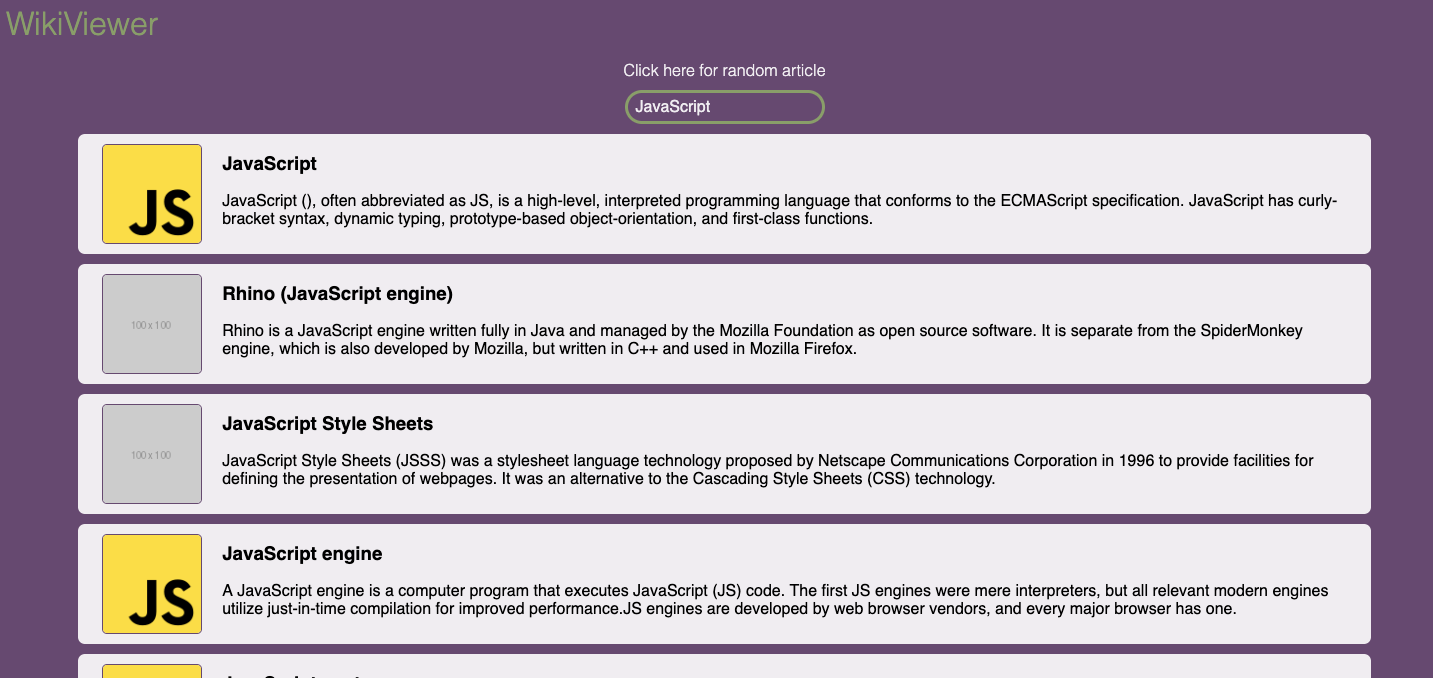 WikiViewer
Click here for random article
JavaScript
JS
JavaScript
JavaScript (), often abbreviated as JS, is a high-level, interpreted programming language that conforms to the ECMAScript specification. JavaScript has curly-
bracket syntax, dynamic typing, prototype-based object-orientation, and first-class functions.
100 x 100
Rhino (JavaScript engine)
Rhino is a JavaScript engine written fully in Java and managed by the Mozilla Foundation as open source software. It is separate from the SpiderMonkey
engine, which is also developed by Mozilla, but written in C++ and used in Mozilla Firefox.
100 x 100
JavaScript Style Sheets
JavaScript Style Sheets (JSSS) was a stylesheet language technology proposed by Netscape Communications Corporation in 1996 to provide facilities for
defining the presentation of webpages. It was an alternative to the Cascading Style Sheets (CSS) technology.
JS
JavaScript engine
A JavaScript engine is a computer program that executes JavaScript (JS) code. The first JS engines were mere interpreters, but all relevant modern engines
utilize just-in-time compilation for improved performance.JS engines are developed by web browser vendors, and every major browser has one.